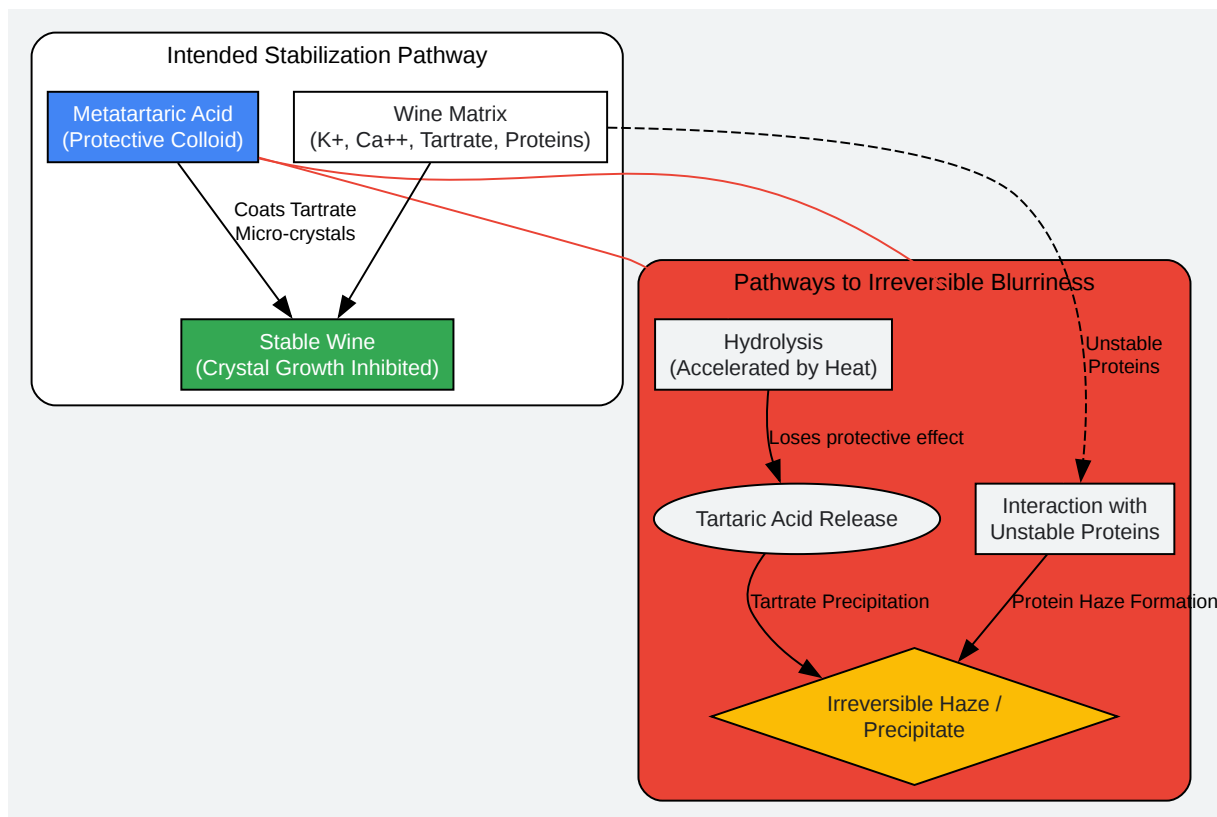 Intended Stabilization Pathway
Metatartaric Acid
(Protective Colloid)
Wine Matrix
(K+, Ca++, Tartrate, Proteins)
Coats Tartrate
Micro-crystals
Stable Wine
(Crystal Growth Inhibited)
Pathways to Irreversible Blurriness
Hydrolysis
(Accelerated by Heat)
Unstable
Proteins
Loses protective effect
Tartaric Acid Release
Interaction with
Unstable Proteins
Tartrate Precipitation
Protein Haze Formation
Irreversible Haze /
Precipitate